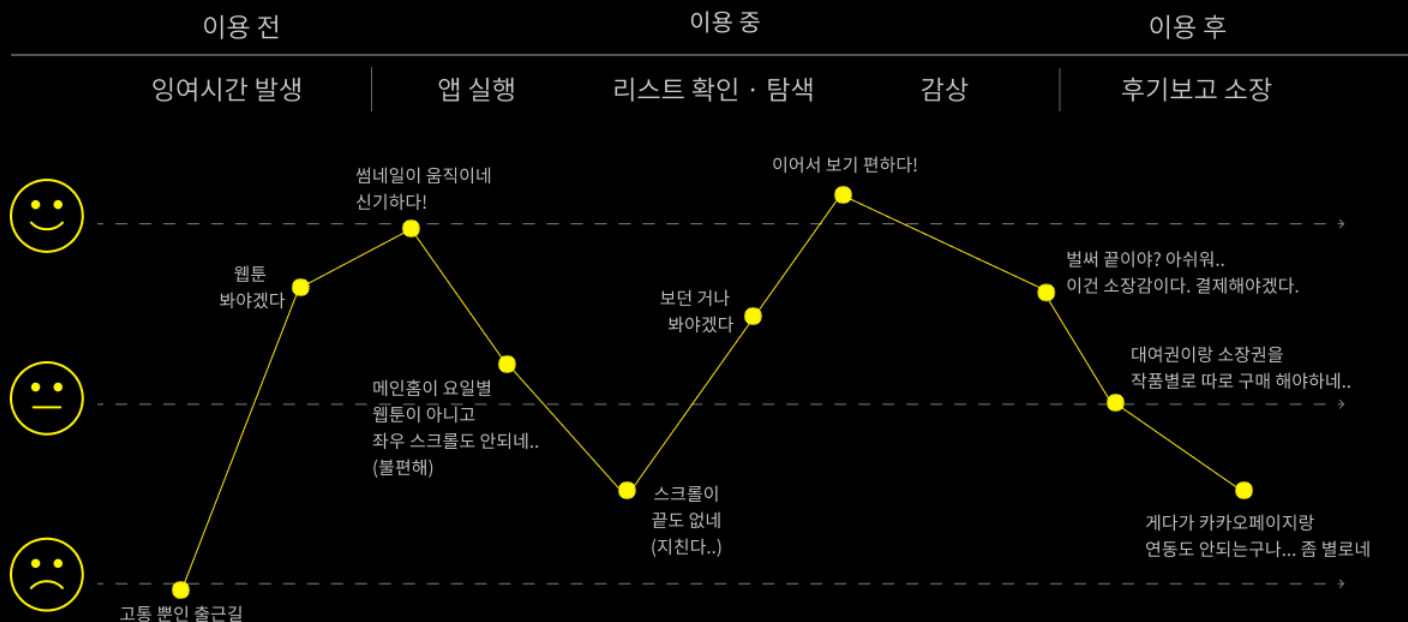 이용 전
이용 중
이용 후
잉여시간 발생
앱 실행
리스트 확인 · 탐색
감상
후기보고 소장
썸네일이 움직이네
신기하다!
웹툰
봐야겠다
메인홈이 요일별
웹툰이 아니고
좌우 스크롤도 안되네..
(불편해)
고통 뿐인 출근길
스크롤이
끝도 없네
(지친다..)
보던 거나
봐야겠다
이어서 보기 편하다!
벌써 끝이야? 아쉬워..
이건 소장감이다. 결제해야겠다.
대여권이랑 소장권을
작품별로 따로 구매 해야하네..
게다가 카카오페이지랑
연동도 안되는구나... 좀 별로네